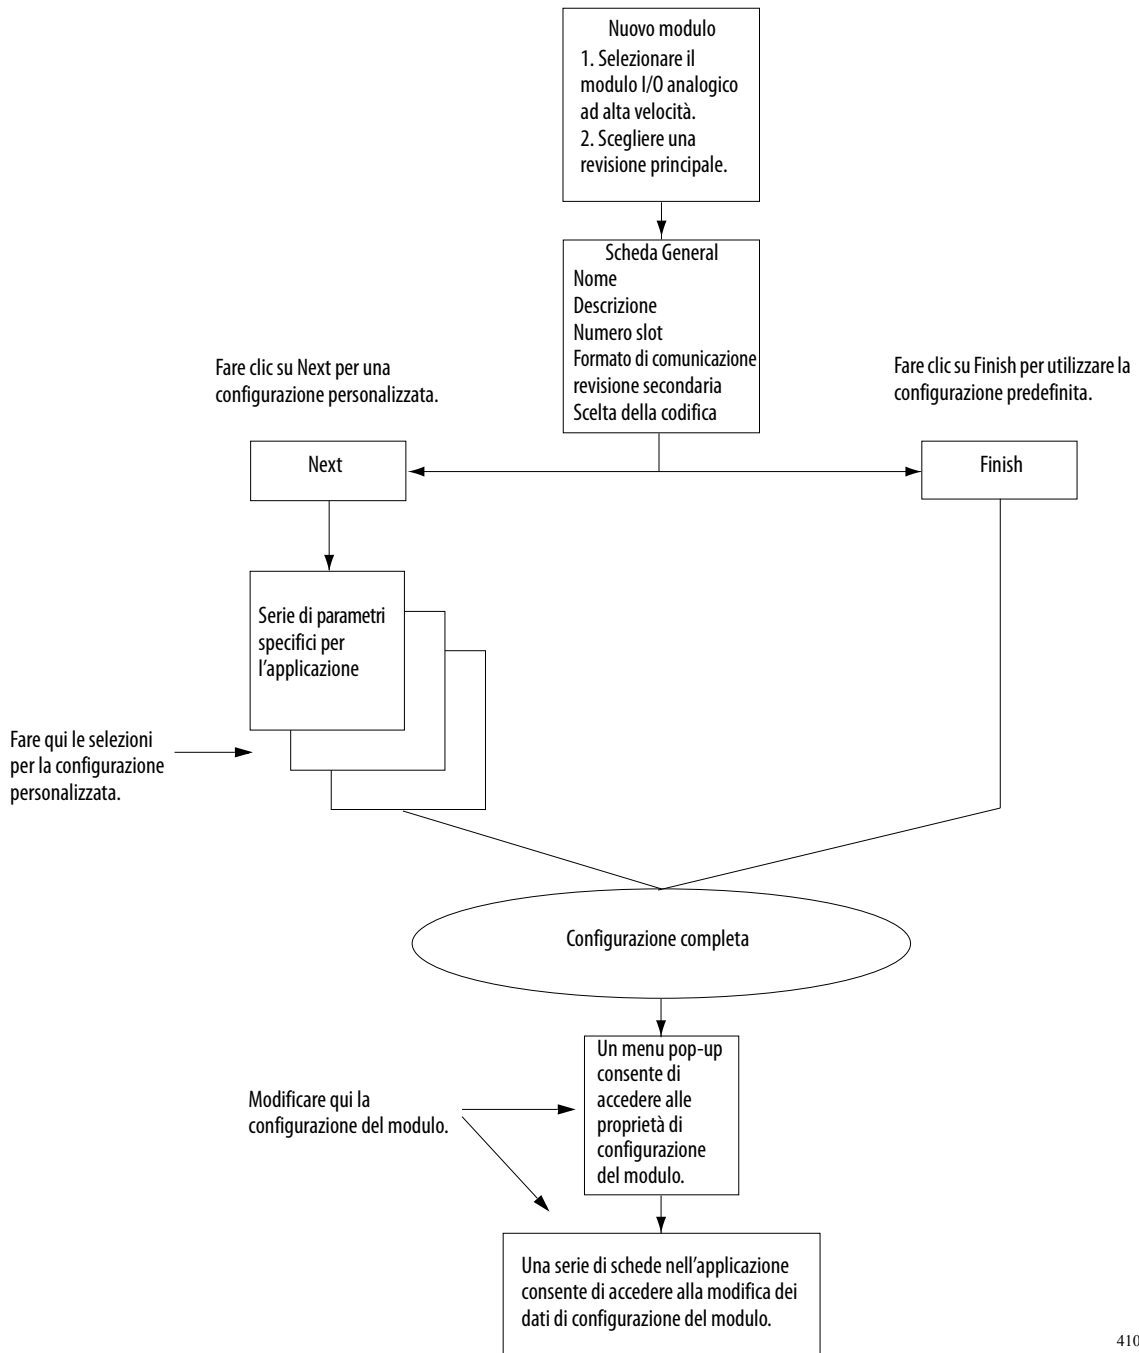 Nuovo modulo
1. Selezionare il
modulo I/O analogico
ad alta velocità.
2. Scegliere una
revisione principale.
Scheda General
Nome
Descrizione
Numero slot
Formato di comunicazione
revisione secondaria
Scelta della codifica
Fare clic su Next per una
configurazione personalizzata.
Fare clic su Finish per utilizzare la
configurazione predefinita.
Next
Finish
Serie di parametri
specifici per
l'applicazione
Fare qui le selezioni
per la configurazione
personalizzata.
Configurazione completa
Un menu pop-up
consente di
accedere alle
proprietà di
configurazione
del modulo.
Modificare qui la
configurazione del modulo.
Una serie di schede nell'applicazione
consente di accedere alla modifica dei
dati di configurazione del modulo.
410